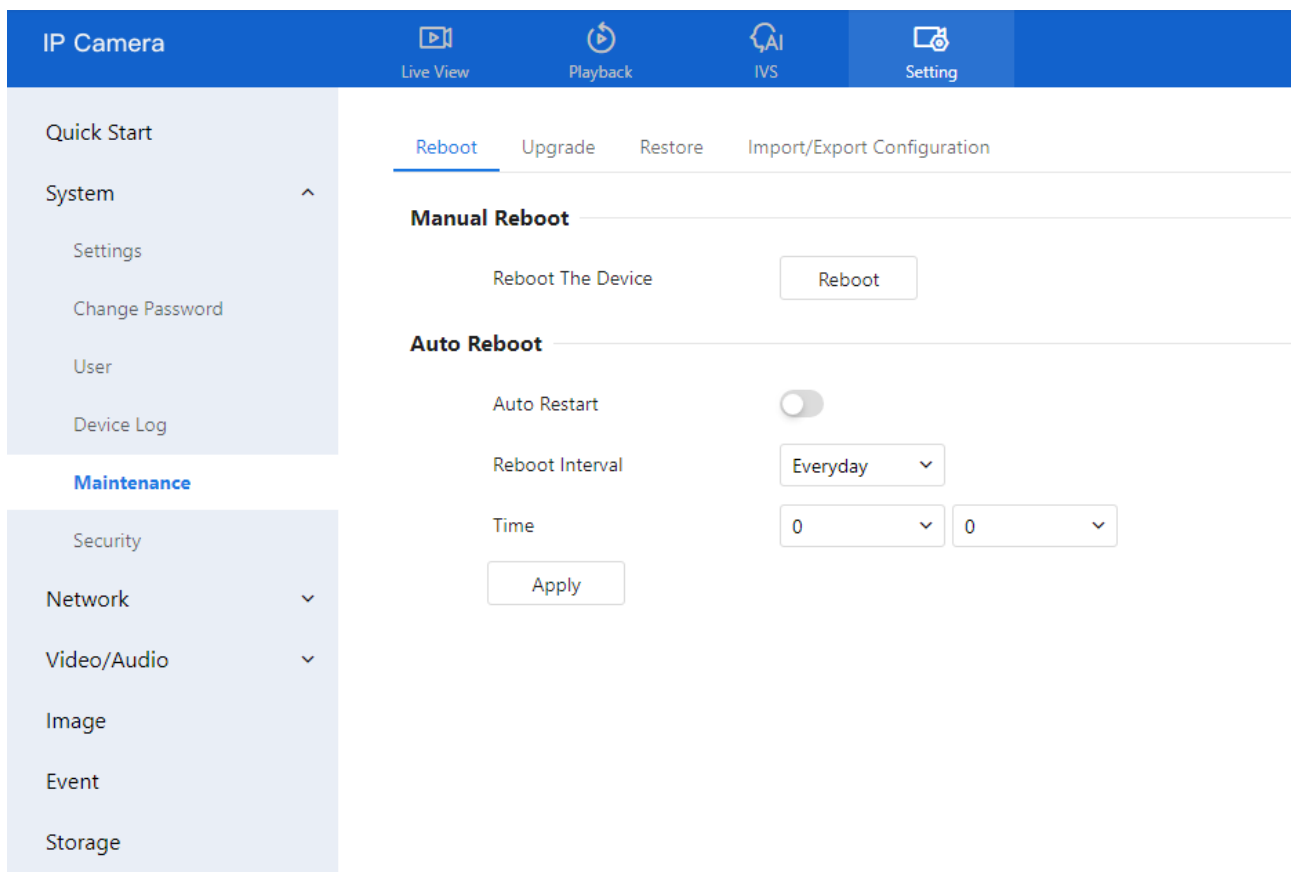 IP Camera
Live View
Playback
AI
IVS
Setting
Quick Start
System
Settings
Change Password
User
Device Log
Maintenance
Security
Network
Video/Audio
Image
Event
Storage
Reboot Upgrade Restore Import/Export Configuration
Manual Reboot
Reboot The Device Reboot
Auto Reboot
Auto Restart
Reboot Interval Everyday
Time 0 0
Apply